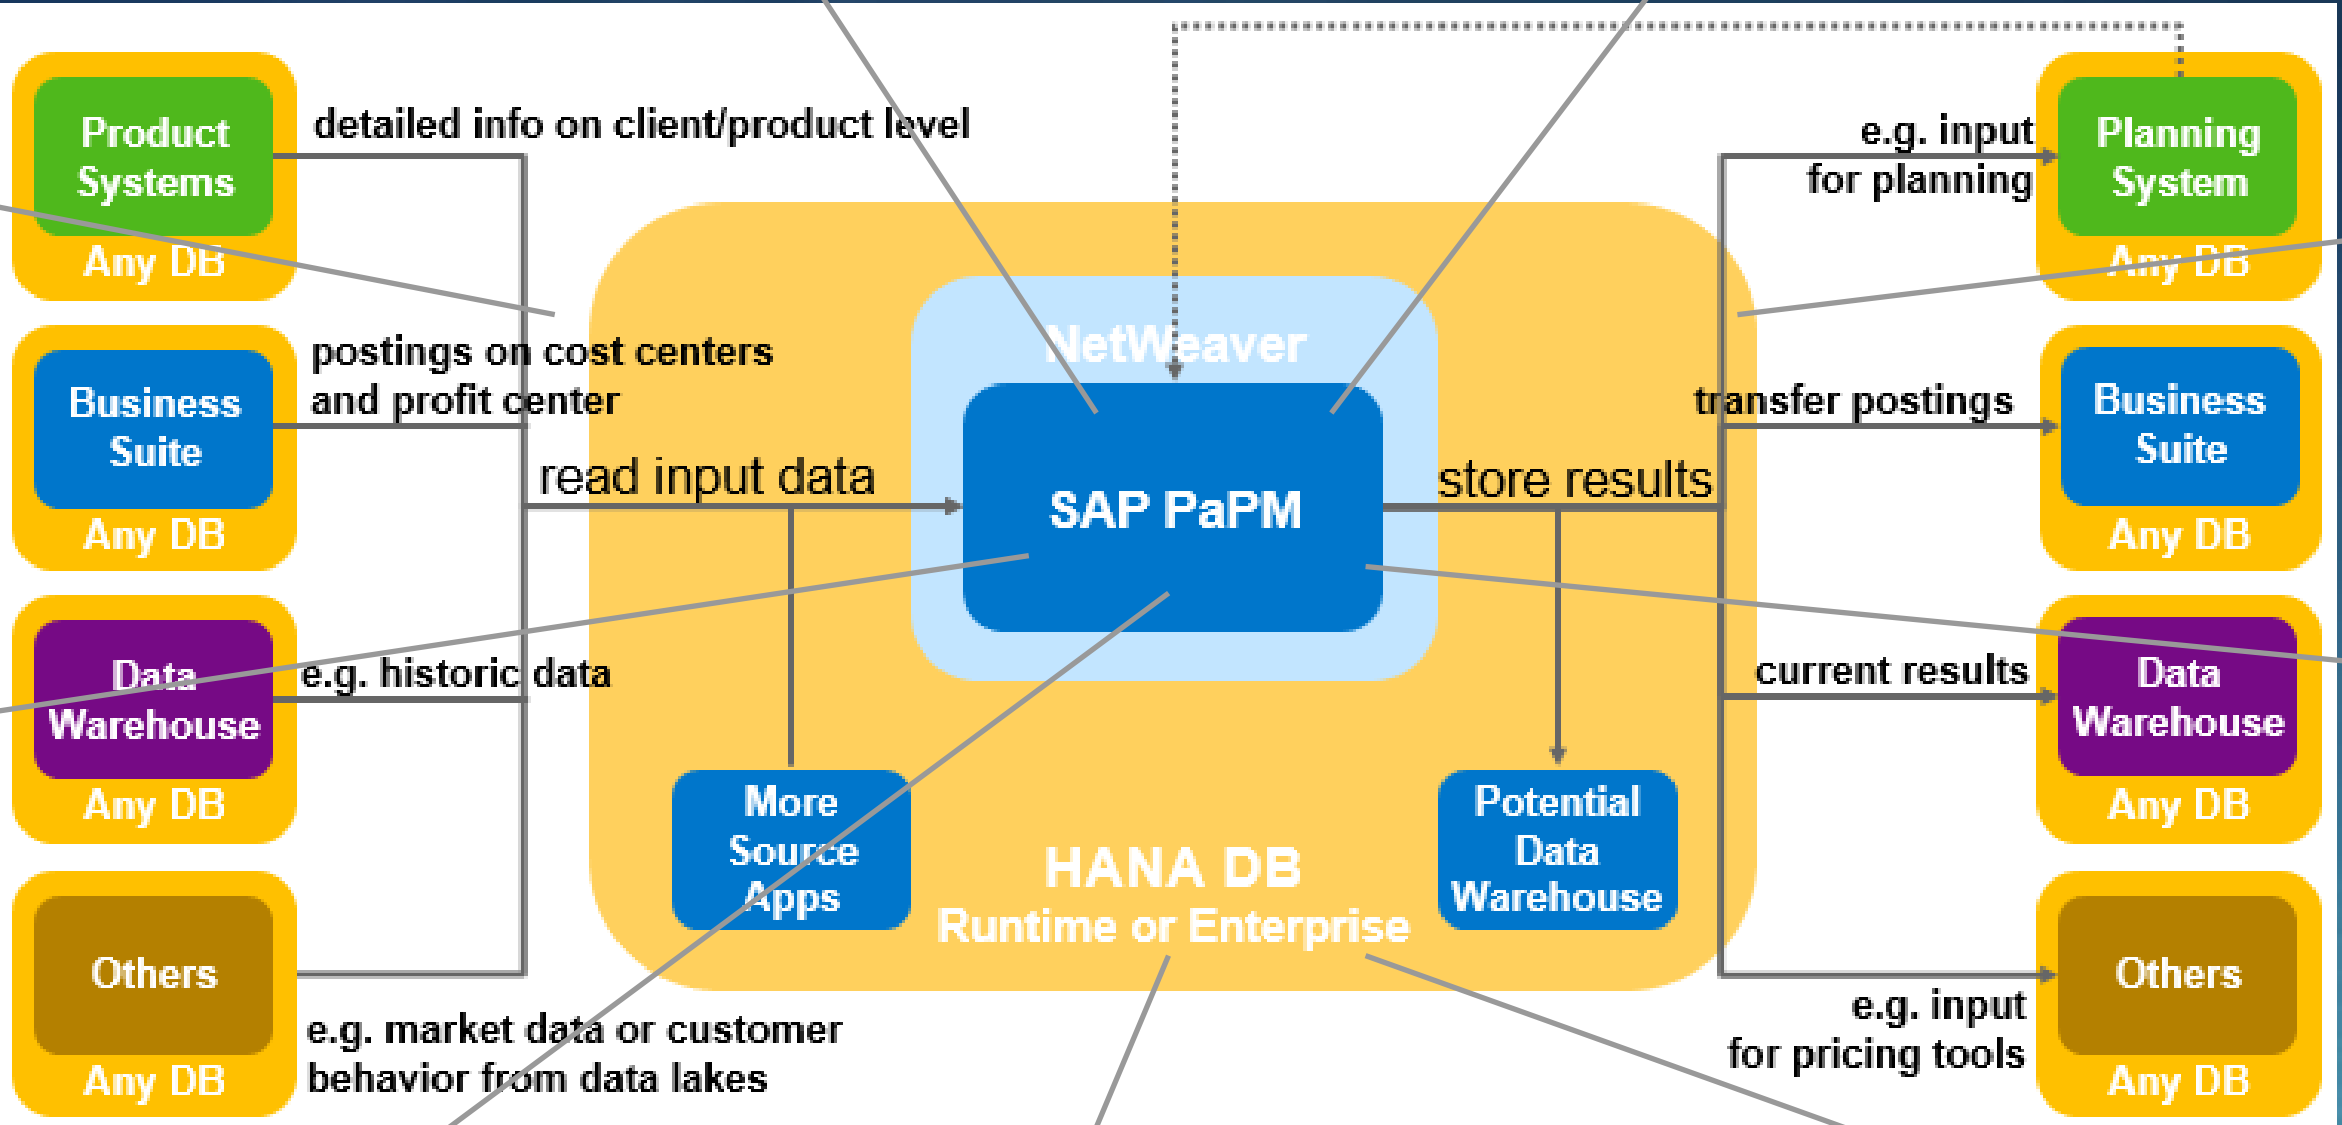 Product
Systems
Any DB
detailed info on client/product level
Business
Suite
Any DB
postings on cost centers
and profit center
Data
Warehouse
Any DB
e.g. historic data
Others
Any DB
e.g. market data or customer
behavior from data lakes
read input data
NetWeaver
SAP PaPM
store results
More
Source
Apps
HANA DB
Runtime or Enterprise
Potential
Data
Warehouse
e.g. input
for planning
Planning
System
Any DB
transfer postings
Business
Suite
Any DB
current results
Data
Warehouse
Any DB
e.g. input
for pricing tools
Others
Any DB